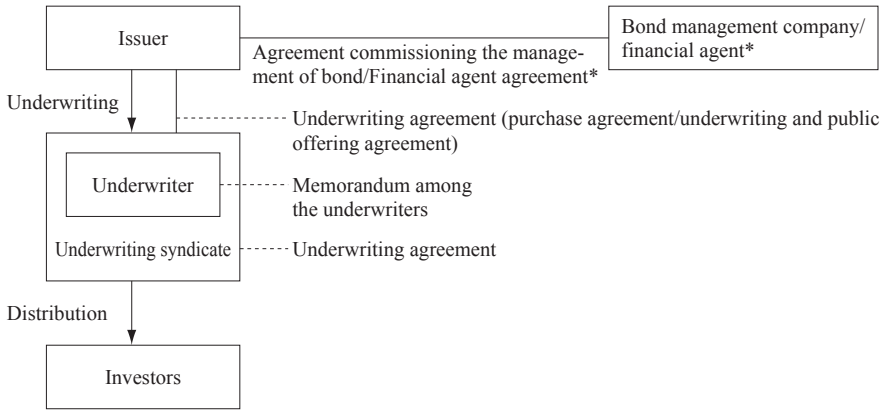 Issuer
Bond management company/
financial agent*
Agreement commissioning the manage-
ment of bond/Financial agent agreement*
Underwriting
Underwriting agreement (purchase agreement/underwriting and public
offering agreement)
Underwriter
Memorandum among
the underwriters
Underwriting syndicate
Underwriting agreement
Distribution
Investors